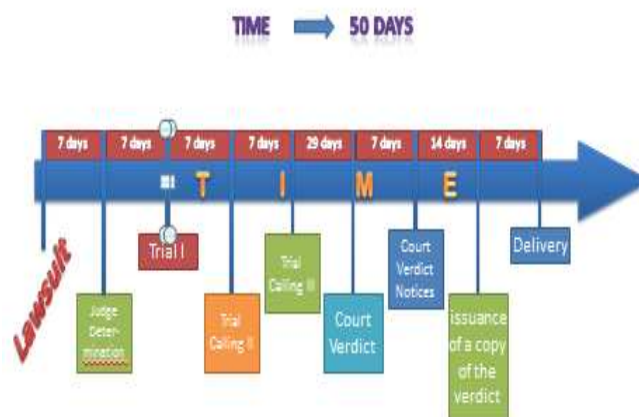 TIME 50 DAYS
7 days 7 days 7 days 7 days 29 days 7 days 14 days 7 days
T I M E
Lawsuit
Judge
Deter-
mination
Trial I
Trial
Calling II
Trial
Calling III
Court
Verdict
Court
Verdict
Notices
issuance
of a copy
of the
verdict
Delivery